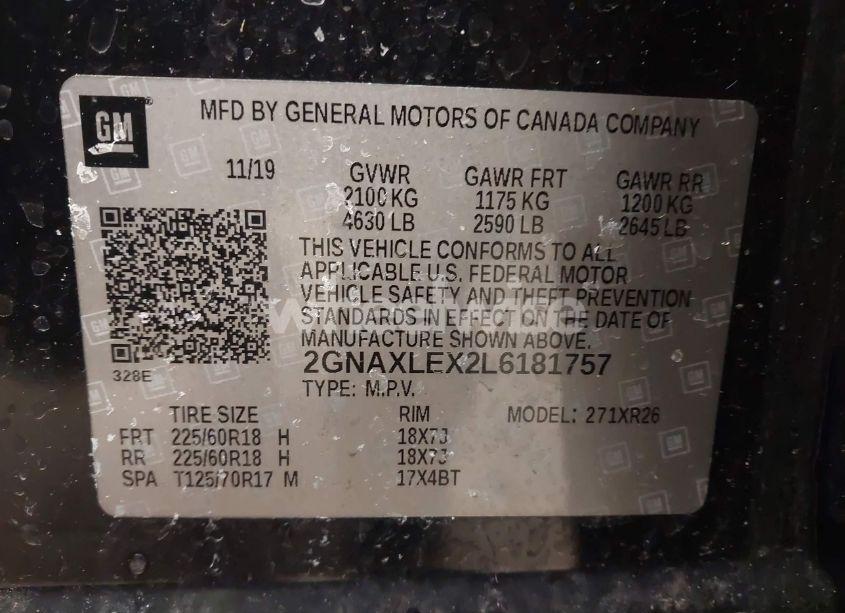 GM
MFD BY GENERAL MOTORS OF CANADA COMPANY
11/19 GVWR GAWR FRT GAWR RR
2100 KG 1175 KG 1200 KG
4630 LB 2590 LB 2645 LB
THIS VEHICLE CONFORMS TO ALL
APPLICABLE U.S. FEDERAL MOTOR
VEHICLE SAFETY AND THEFT PREVENTION
STANDARDS IN EFFECT ON THE DATE OF
MANUFACTURE SHOWN ABOVE.
2GNAXLEX2L6181757
328E
TYPE: M.P.V.
TIRE SIZE RIM MODEL: 271XR26
FRT 225/60R18 H 18X7J
RR 225/60R18 H 18X7J
SPA T125/70R17 M 17X4BT